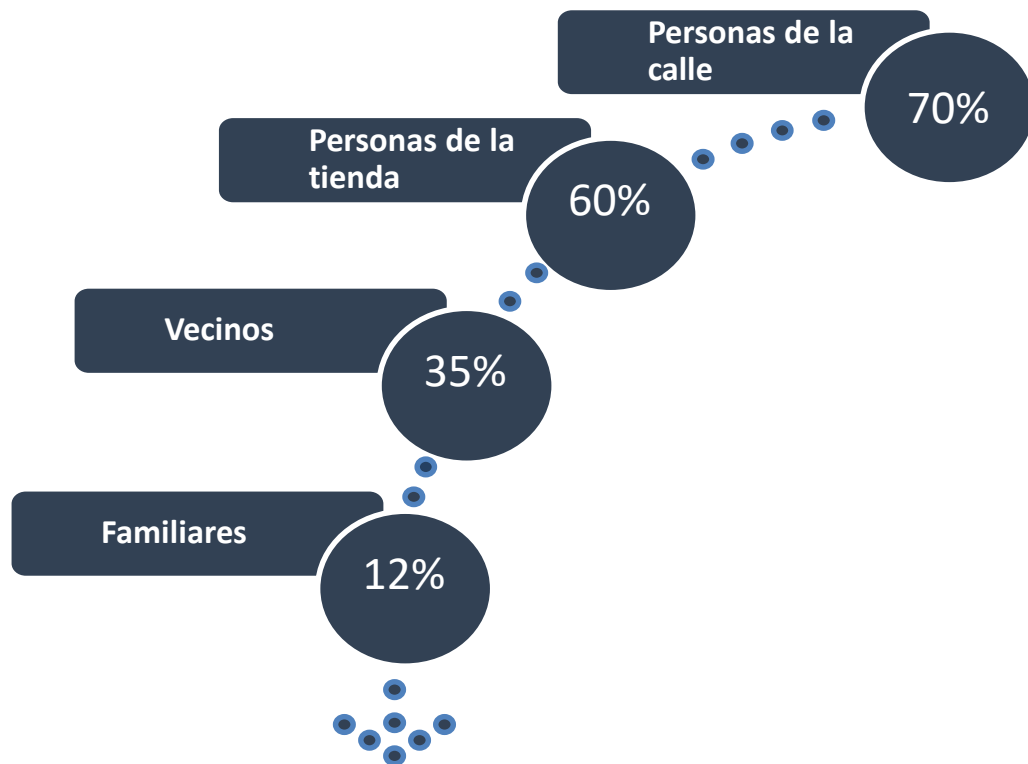 Personas de la
calle
70%
Personas de la
tienda
60%
Vecinos
35%
Familiares
12%